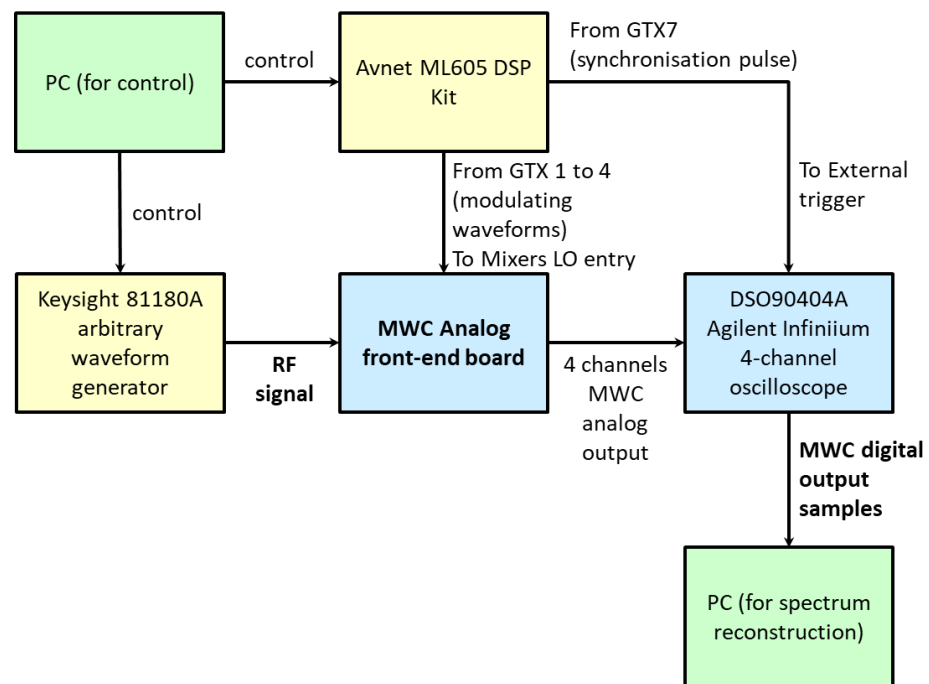 PC (for control)
control
Avnet ML605 DSP
Kit
From GTX7
(synchronisation pulse)
control
From GTX 1 to 4
(modulating
waveforms)
To Mixers LO entry
To External
trigger
Keysight 81180A
arbitrary
waveform
generator
RF
signal
MWC Analog
front-end board
4 channels
MWC
analog
output
DSO90404A
Agilent Infiniium
4-channel
oscilloscope
MWC digital
output
samples
PC (for spectrum
reconstruction)